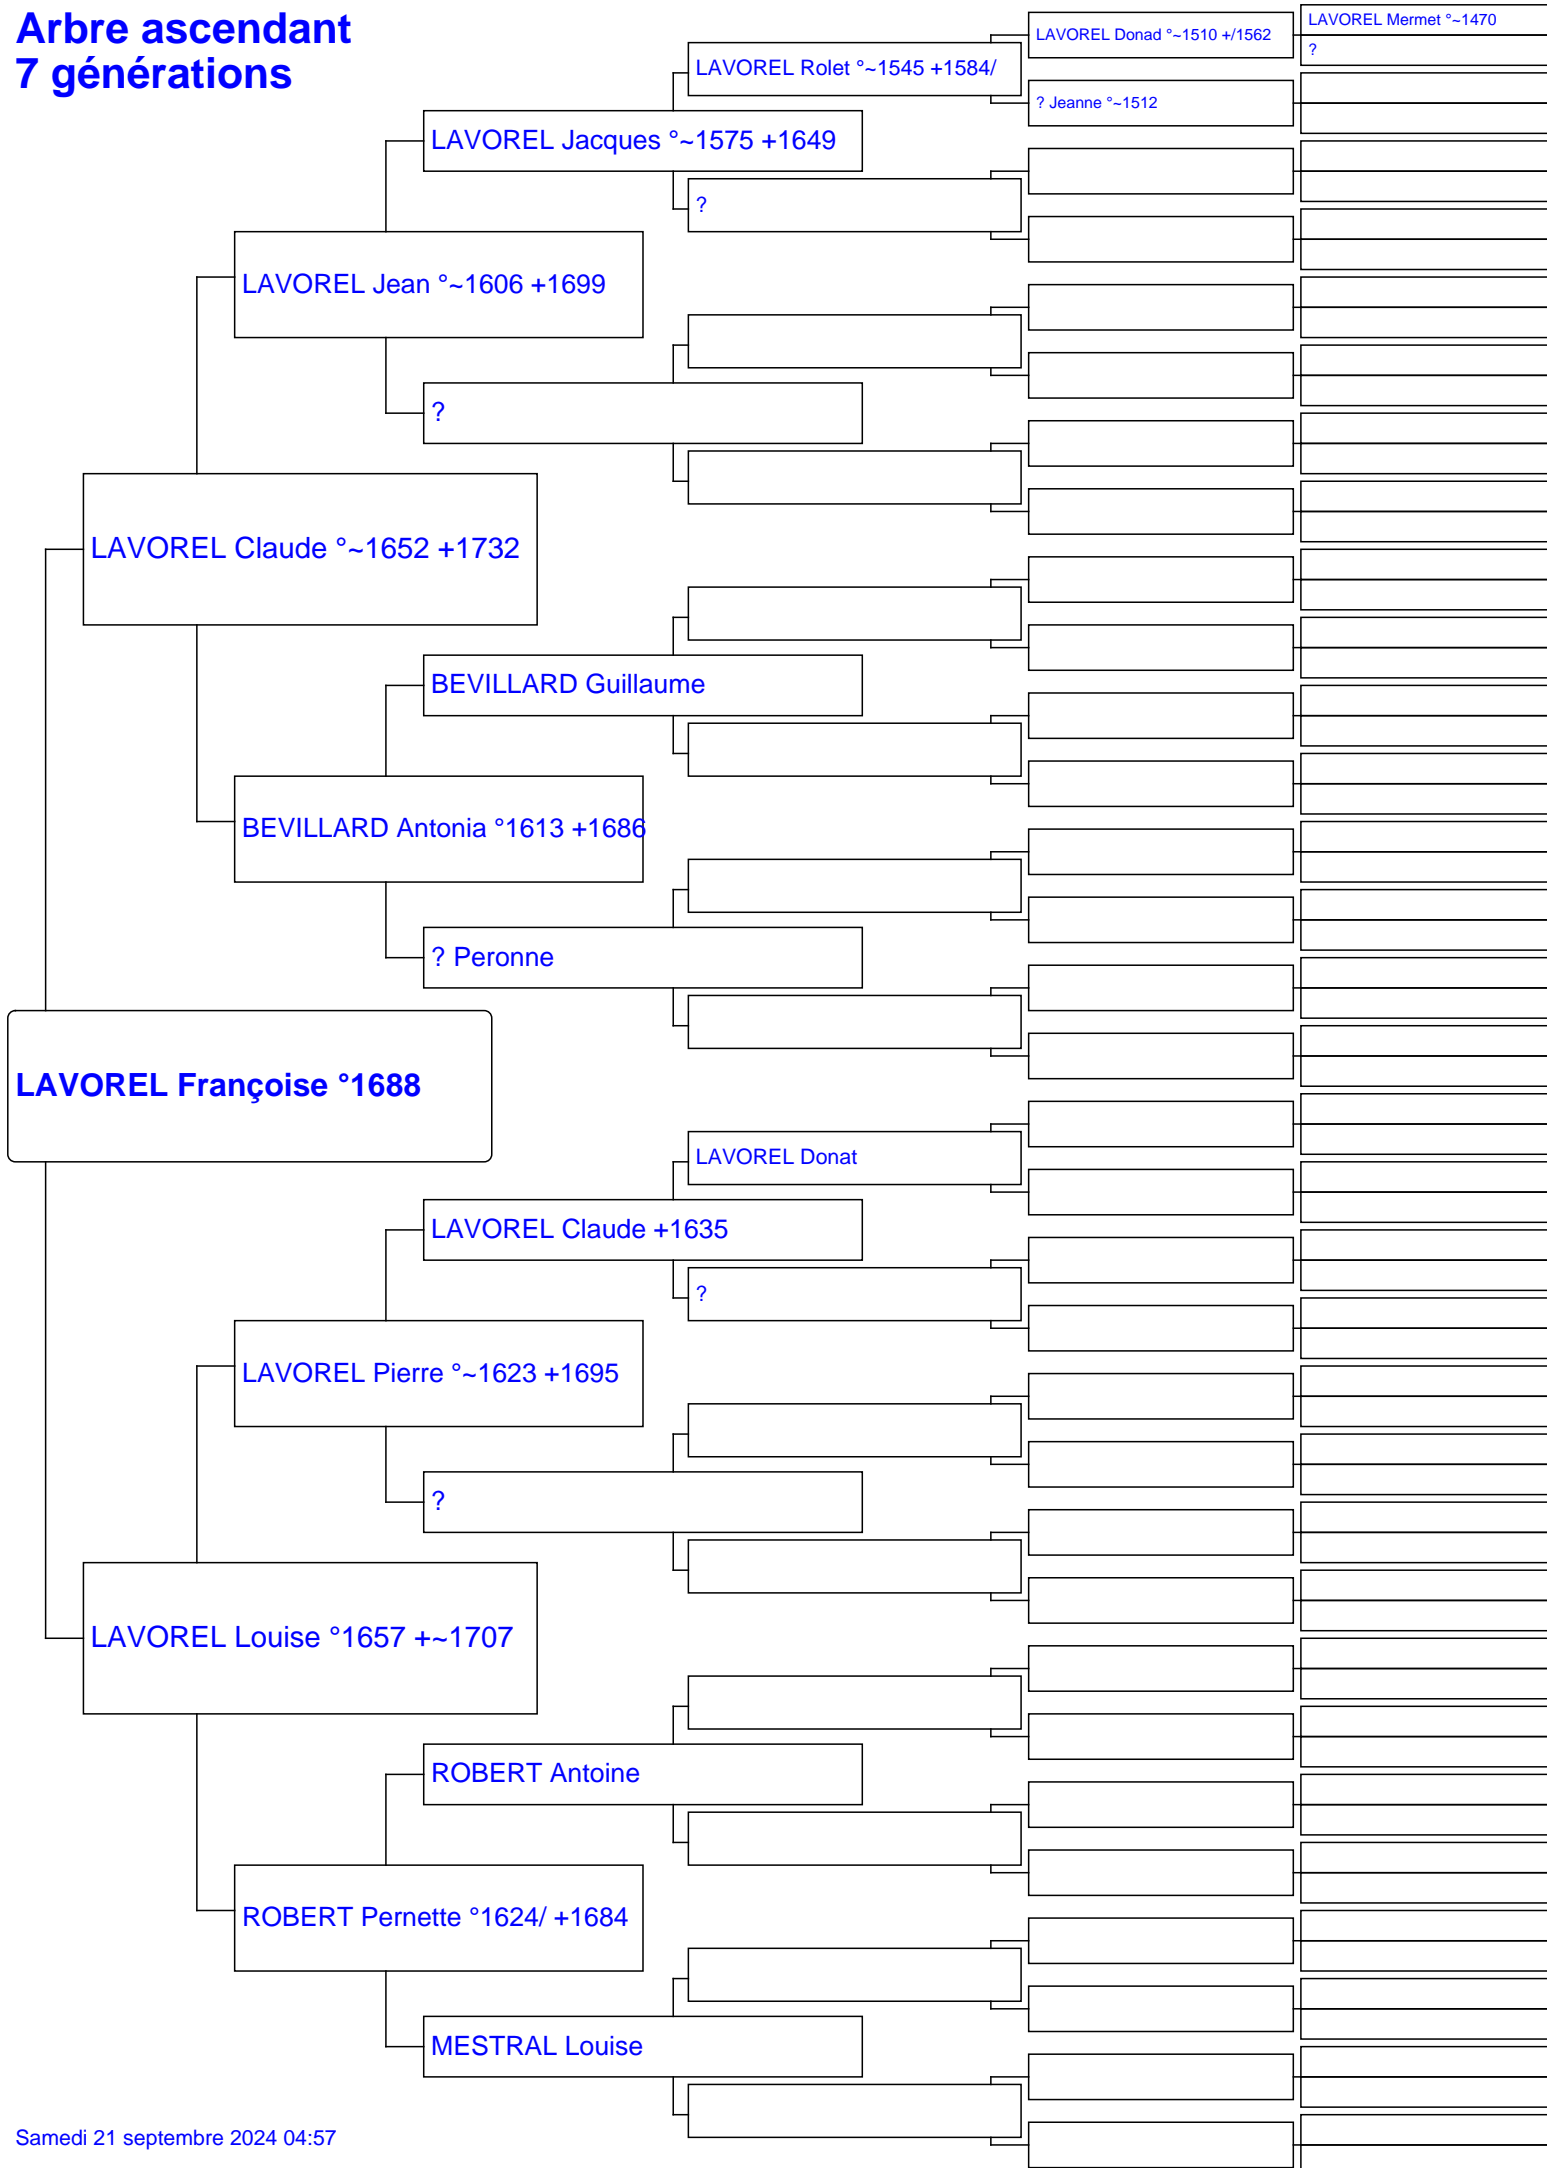 Arbre ascendant
7 générations
LAVOREL Mermet °~1470
?
LAVOREL Donad °~1510 +/1562
LAVOREL Rolet °~1545 +1584/
? Jeanne °~1512
LAVOREL Jacques °~1575 +1649
?
LAVOREL Jean °~1606 +1699
?
LAVOREL Claude °~1652 +1732
BEVILLARD Guillaume
BEVILLARD Antonia °1613 +1686
? Peronne
LAVOREL Françoise °1688
LAVOREL Donat
LAVOREL Claude +1635
?
LAVOREL Pierre °~1623 +1695
?
LAVOREL Louise °1657 +~1707
ROBERT Antoine
ROBERT Pernette °1624/ +1684
MESTRAL Louise
Samedi 21 septembre 2024 04:57